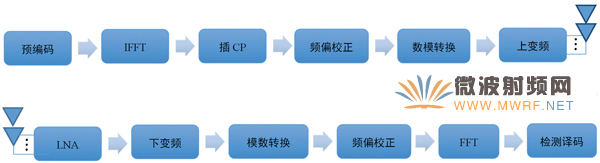 预编码
IFFT
插 CP
频偏校正
数模转换
上变频
微波射频网
WWW.MWRF.NET
LNA
下变频
模数转换
频偏校正
FFT
检测译码